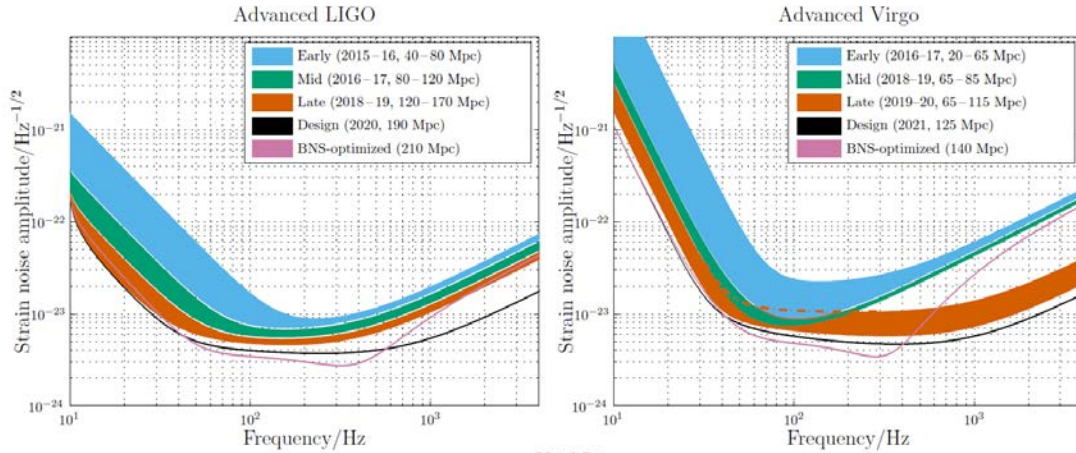 Advanced LIGO
Strain noise amplitude/Hz^−1/2
10^−21
10^−22
10^−23
10^−24
Early (2015−16, 40−80 Mpc)
Mid (2016−17, 80−120 Mpc)
Late (2018−19, 120−170 Mpc)
Design (2020, 190 Mpc)
BNS-optimized (210 Mpc)
10^1
10^2
10^3
Frequency/Hz
Advanced Virgo
Strain noise amplitude/Hz^−1/2
10^−21
10^−22
10^−23
10^−24
Early (2016−17, 20−65 Mpc)
Mid (2018−19, 65−85 Mpc)
Late (2019−20, 65−115 Mpc)
Design (2021, 125 Mpc)
BNS-optimized (140 Mpc)
10^1
10^2
10^3
Frequency/Hz